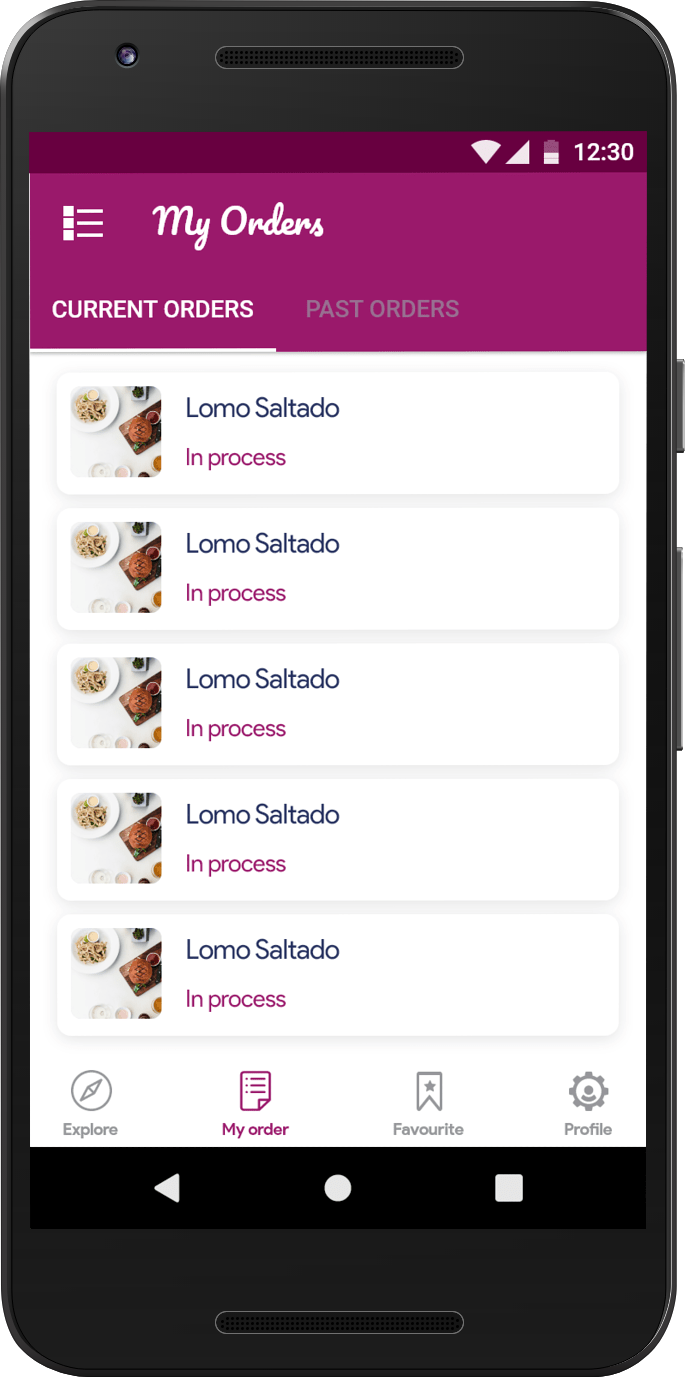 12:30
My Orders
CURRENT ORDERS PAST ORDERS
Lomo Saltado
In process
Lomo Saltado
In process
Lomo Saltado
In process
Lomo Saltado
In process
Lomo Saltado
In process
Explore My order Favourite Profile